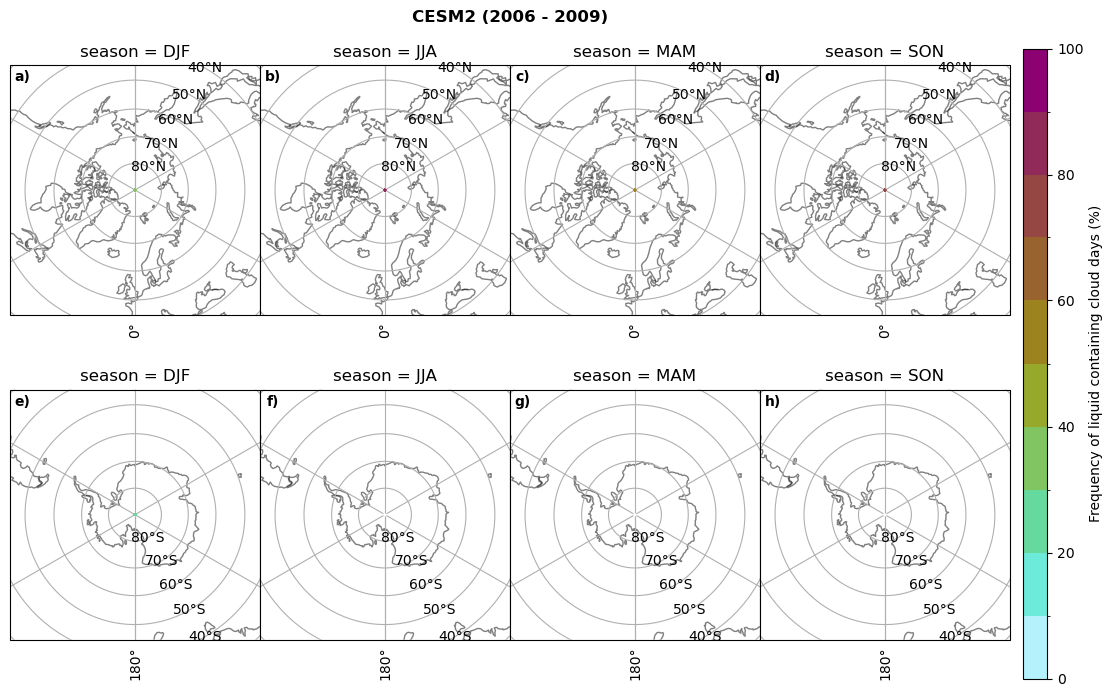 CESM2 (2006 - 2009)
season = DJF
season = JJA
season = MAM
season = SON
a)
b)
c)
d)
40°N
50°N
60°N
70°N
80°N
40°N
50°N
60°N
70°N
80°N
40°N
50°N
60°N
70°N
80°N
40°N
50°N
60°N
70°N
80°N
0°
0°
0°
0°
season = DJF
season = JJA
season = MAM
season = SON
e)
f)
g)
h)
80°S
70°S
60°S
50°S
40°S
80°S
70°S
60°S
50°S
40°S
80°S
70°S
60°S
50°S
40°S
80°S
70°S
60°S
50°S
40°S
180°
180°
180°
180°
100
80
60
40
20
0
Frequency of liquid containing cloud days (%)